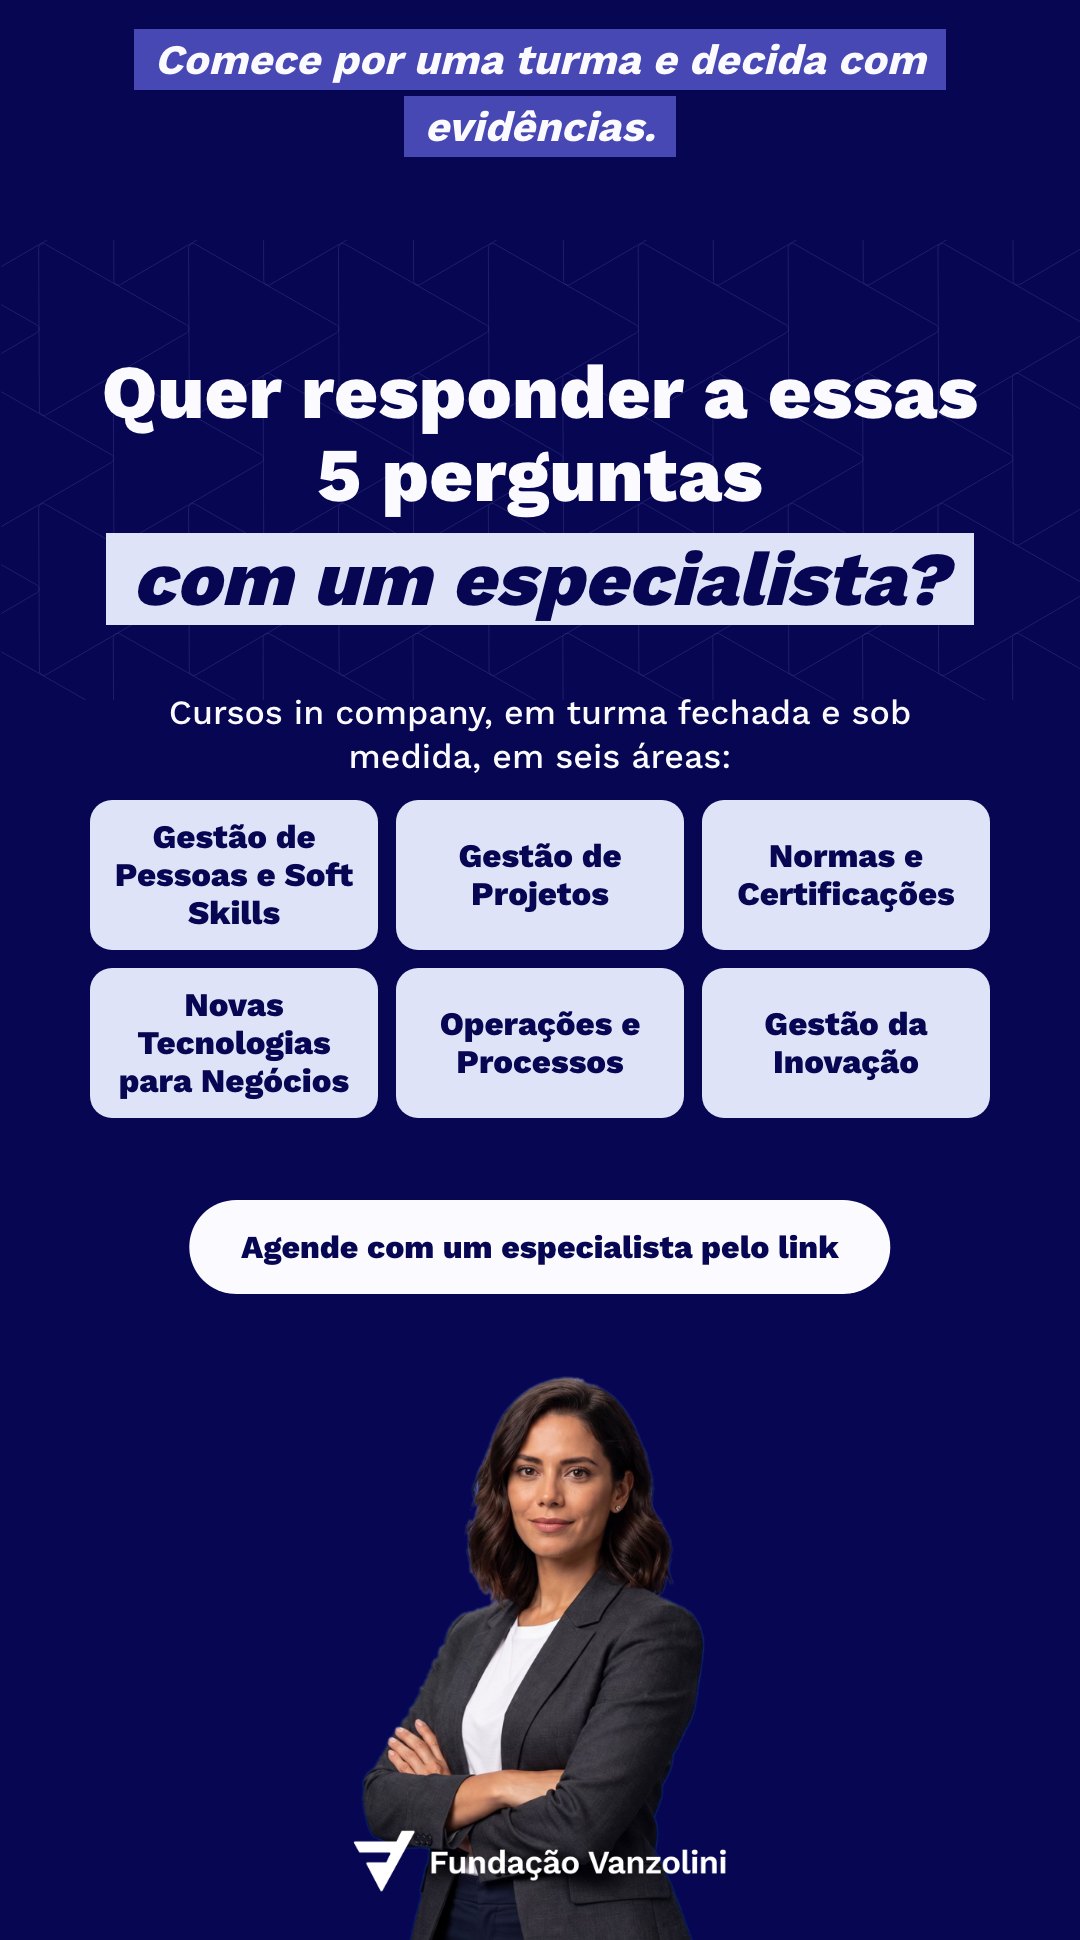 Comece por uma turma e decida com
evidências.
Quer responder a essas
5 perguntas
com um especialista?
Cursos in company, em turma fechada e sob
medida, em seis áreas:
Gestão de
Pessoas e Soft
Skills
Gestão de
Projetos
Normas e
Certificações
Novas
Tecnologias
para Negócios
Operações e
Processos
Gestão da
Inovação
Agende com um especialista pelo link
Fundação Vanzolini